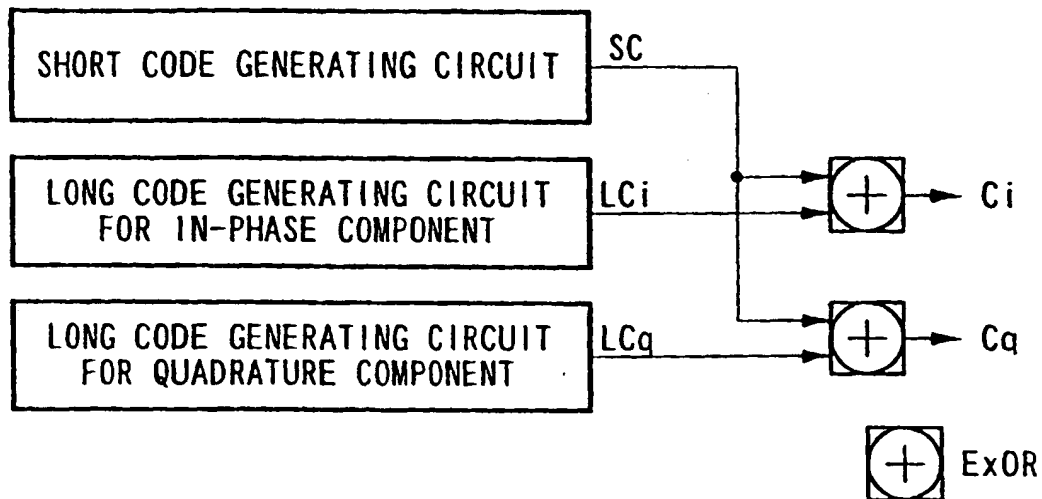 SHORT CODE GENERATING CIRCUIT
SC
LONG CODE GENERATING CIRCUIT
FOR IN-PHASE COMPONENT
LCi
Ci
LONG CODE GENERATING CIRCUIT
FOR QUADRATURE COMPONENT
LCq
Cq
ExOR